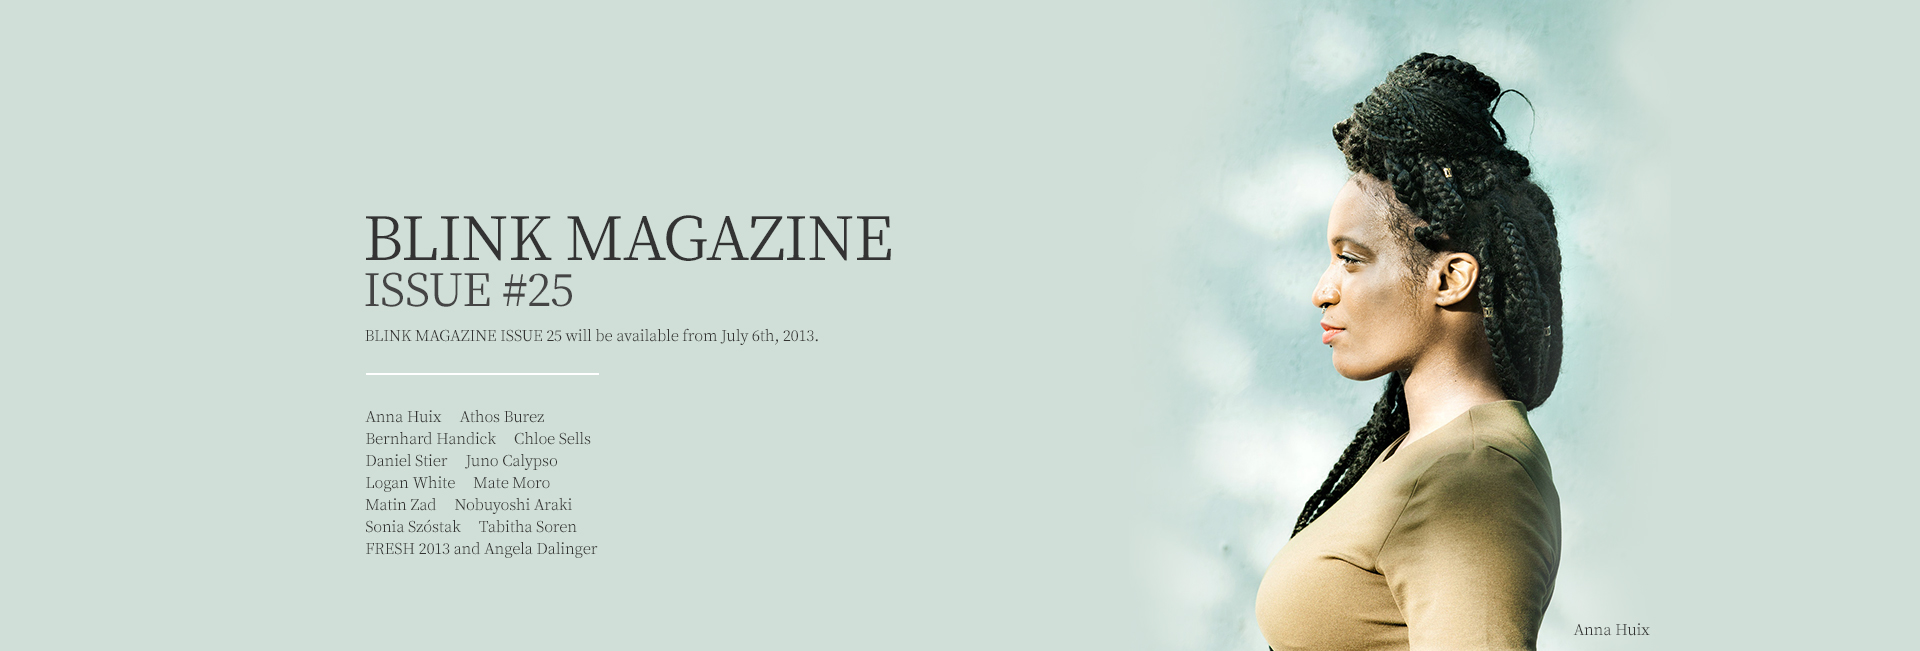 BLINK MAGAZINE
ISSUE #25
BLINK MAGAZINE ISSUE 25 will be available from July 6th, 2013.
Anna Huix Athos Burez
Bernhard Handick Chloe Sells
Daniel Stier Juno Calypso
Logan White Mate Moro
Matin Zad Nobuyoshi Araki
Sonia Szóstak Tabitha Soren
FRESH 2013 and Angela Dalinger
Anna Huix